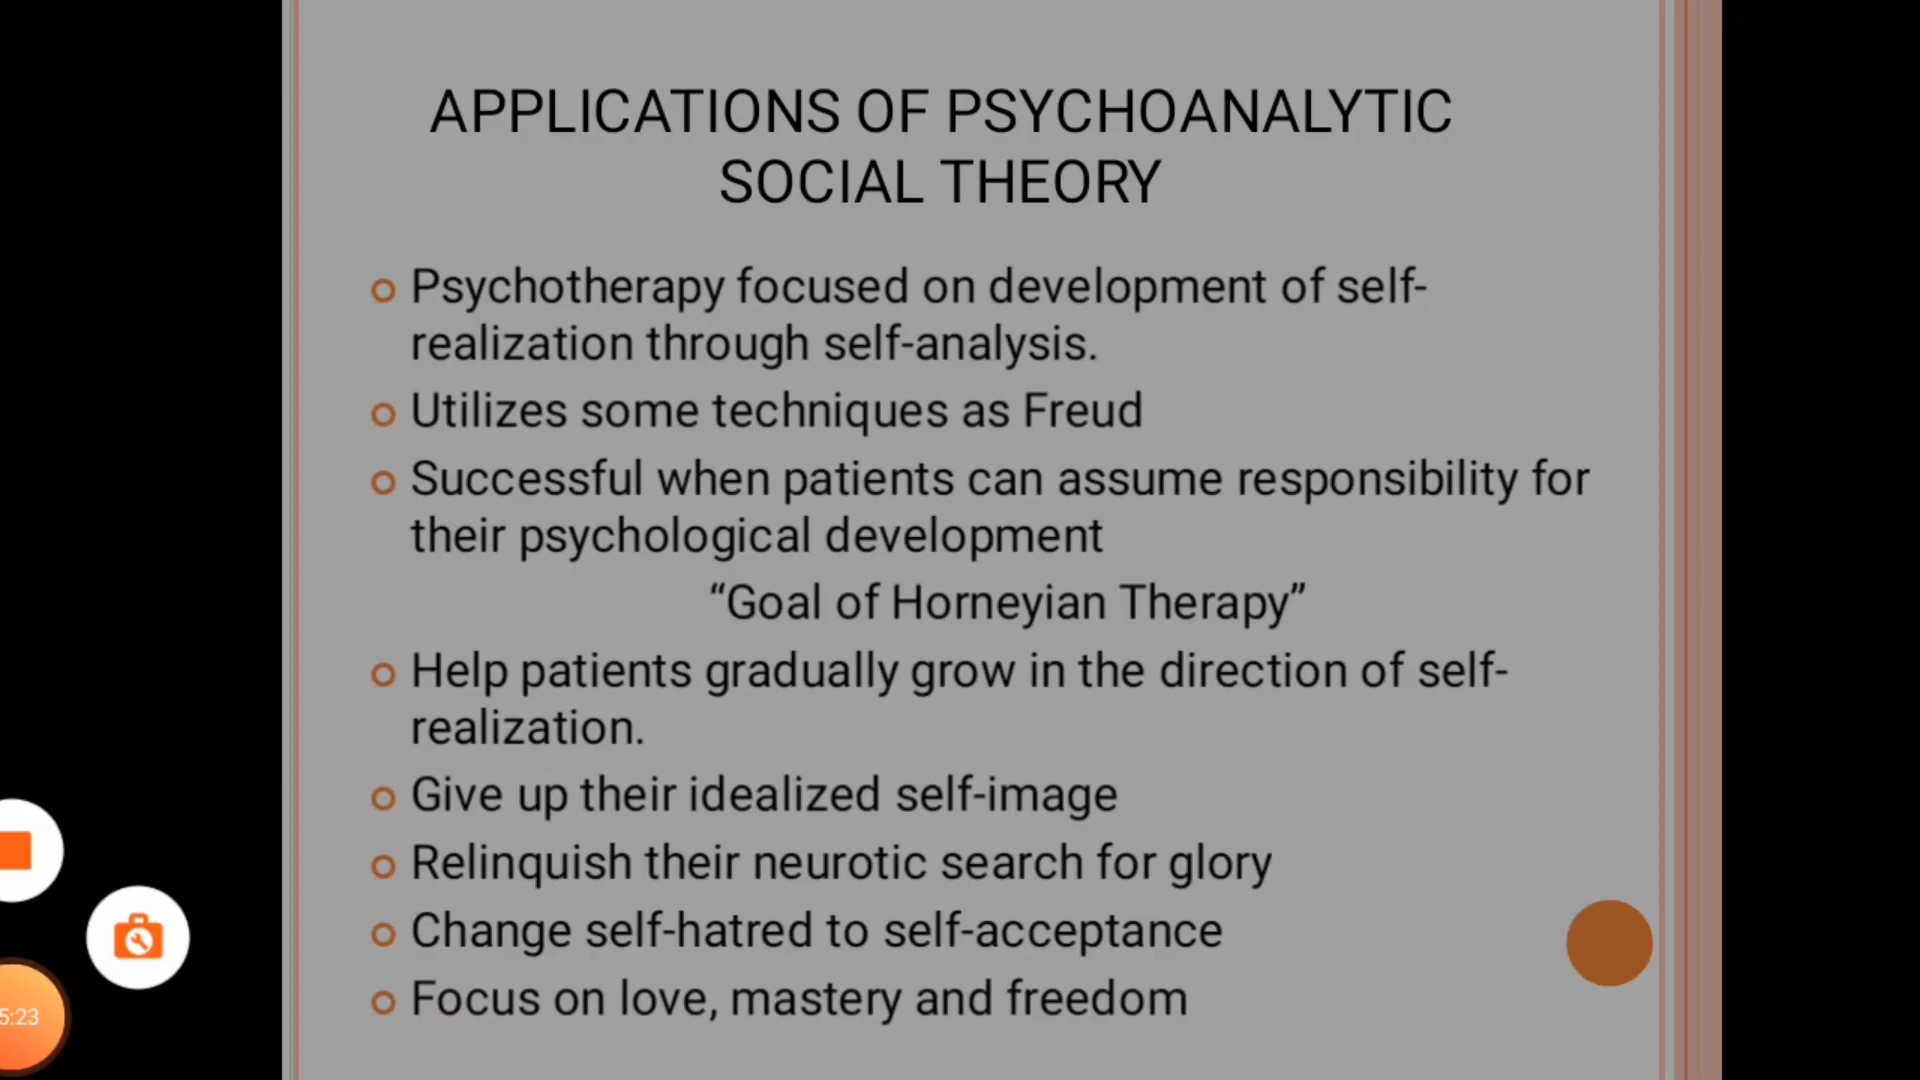 APPLICATIONS OF PSYCHOANALYTIC
SOCIAL THEORY
Psychotherapy focused on development of self-
realization through self-analysis.
Utilizes some techniques as Freud
Successful when patients can assume responsibility for
their psychological development
“Goal of Horneyian Therapy”
Help patients gradually grow in the direction of self-
realization.
Give up their idealized self-image
Relinquish their neurotic search for glory
Change self-hatred to self-acceptance
Focus on love, mastery and freedom
5:23